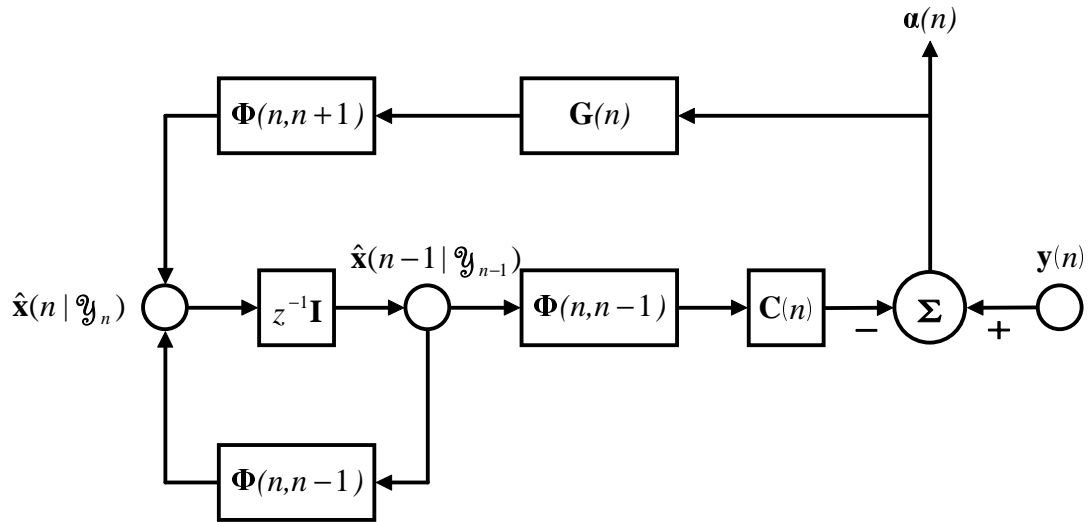 α(n)
Φ(n,n+1)
G(n)
x̂(n−1|𝒴ₙ₋₁)
y(n)
x̂(n|𝒴ₙ)
z⁻¹I
Φ(n,n−1)
C(n)
−
Σ
+
Φ(n,n−1)